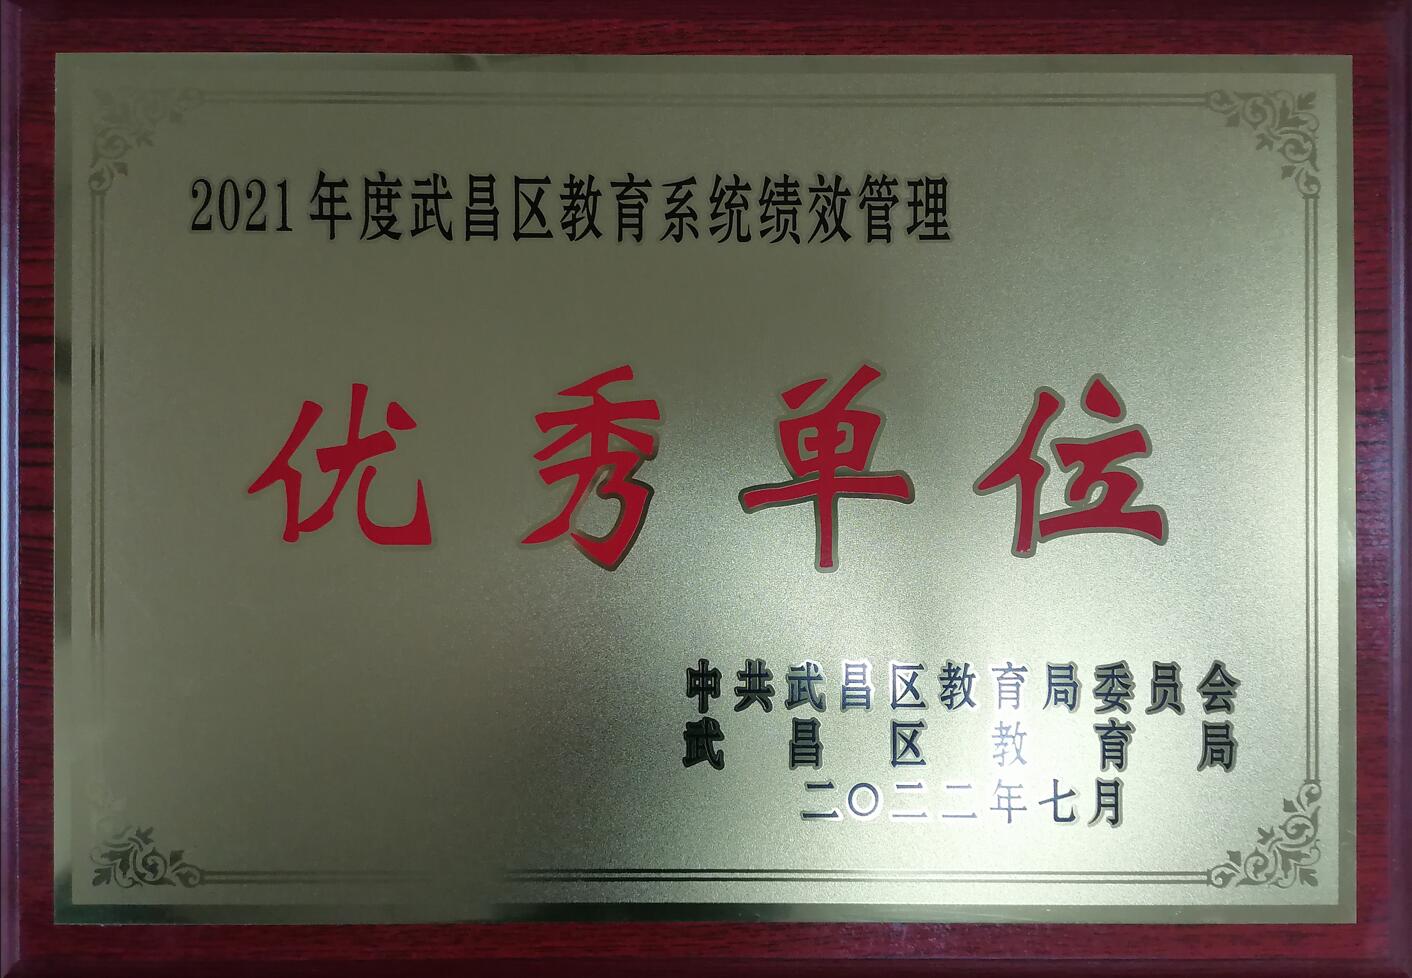 2021年度武昌区教育系统绩效管理
优秀单位
中共武昌区教育局委员会
武昌区教育局
二〇二二年七月